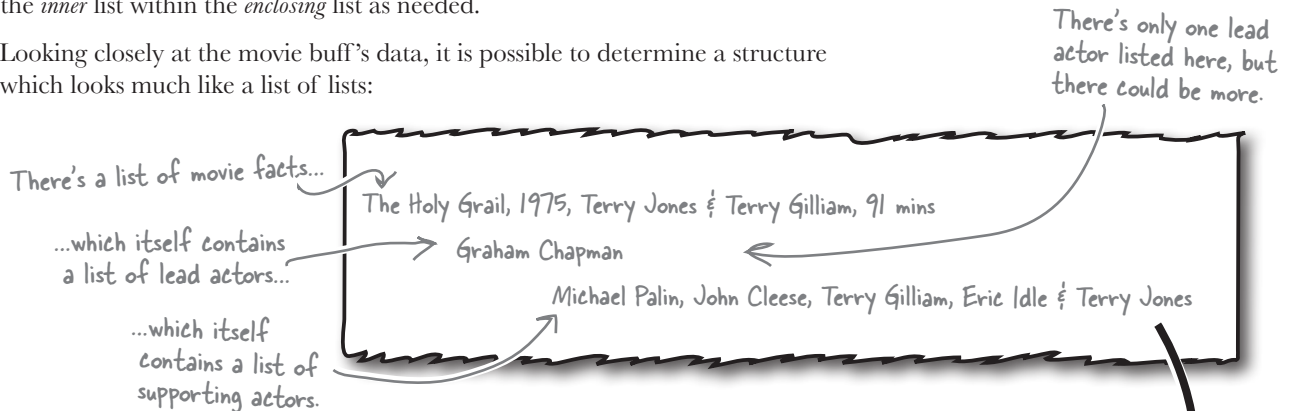 the inner list within the enclosing list as needed.
Looking closely at the movie buff's data, it is possible to determine a structure
which looks much like a list of lists:
There's only one lead
actor listed here, but
there could be more.
There's a list of movie facts...
The Holy Grail, 1975, Terry Jones & Terry Gilliam, 91 mins
...which itself contains
a list of lead actors...
Graham Chapman
Michael Palin, John Cleese, Terry Gilliam, Eric Idle & Terry Jones
...which itself
contains a list of
supporting actors.